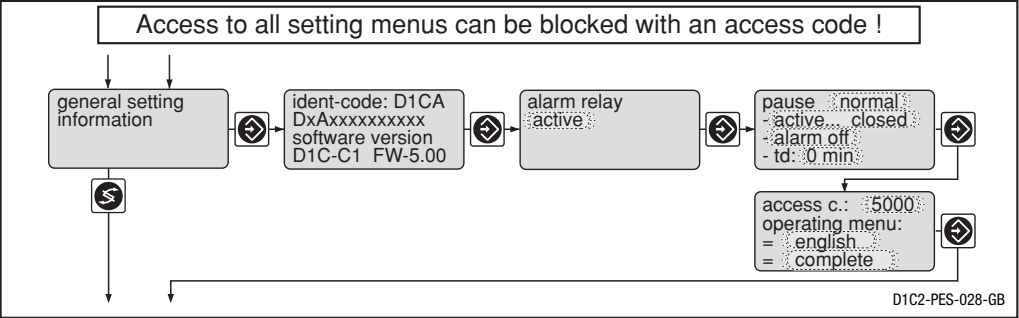 Access to all setting menus can be blocked with an access code !
general setting
information
ident-code: D1CA
DxAxxxxxxxxxx
software version
D1C-C1 FW-5.00
alarm relay
active
pause normal
- active... closed
- alarm off
- td: 0 min
access c.: 5000
operating menu:
= english
= complete
D1C2-PES-028-GB